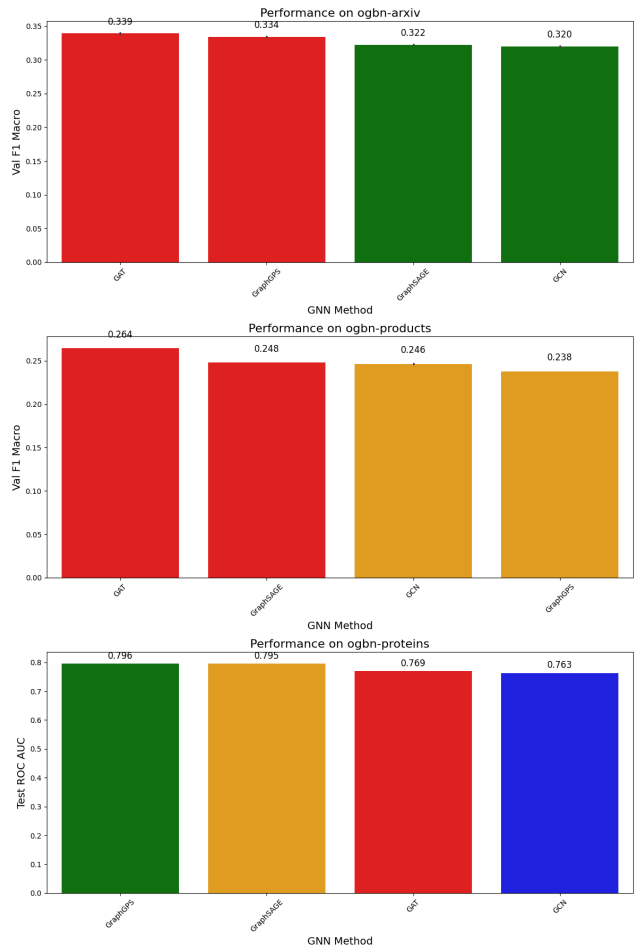 Performance on ogbn-arxiv
0.339
0.334
0.322
0.320
0.35
0.30
0.25
0.20
0.15
0.10
0.05
0.00
Val F1 Macro
GAT
GraphGPS
GraphSAGE
GCN
GNN Method
Performance on ogbn-products
0.264
0.248
0.246
0.238
0.25
0.20
0.15
0.10
0.05
0.00
Val F1 Macro
GAT
GraphSAGE
GCN
GraphGPS
GNN Method
Performance on ogbn-proteins
0.796
0.795
0.769
0.763
0.8
0.7
0.6
0.5
0.4
0.3
0.2
0.1
0.0
Test ROC AUC
GraphGPS
GraphSAGE
GAT
GCN
GNN Method